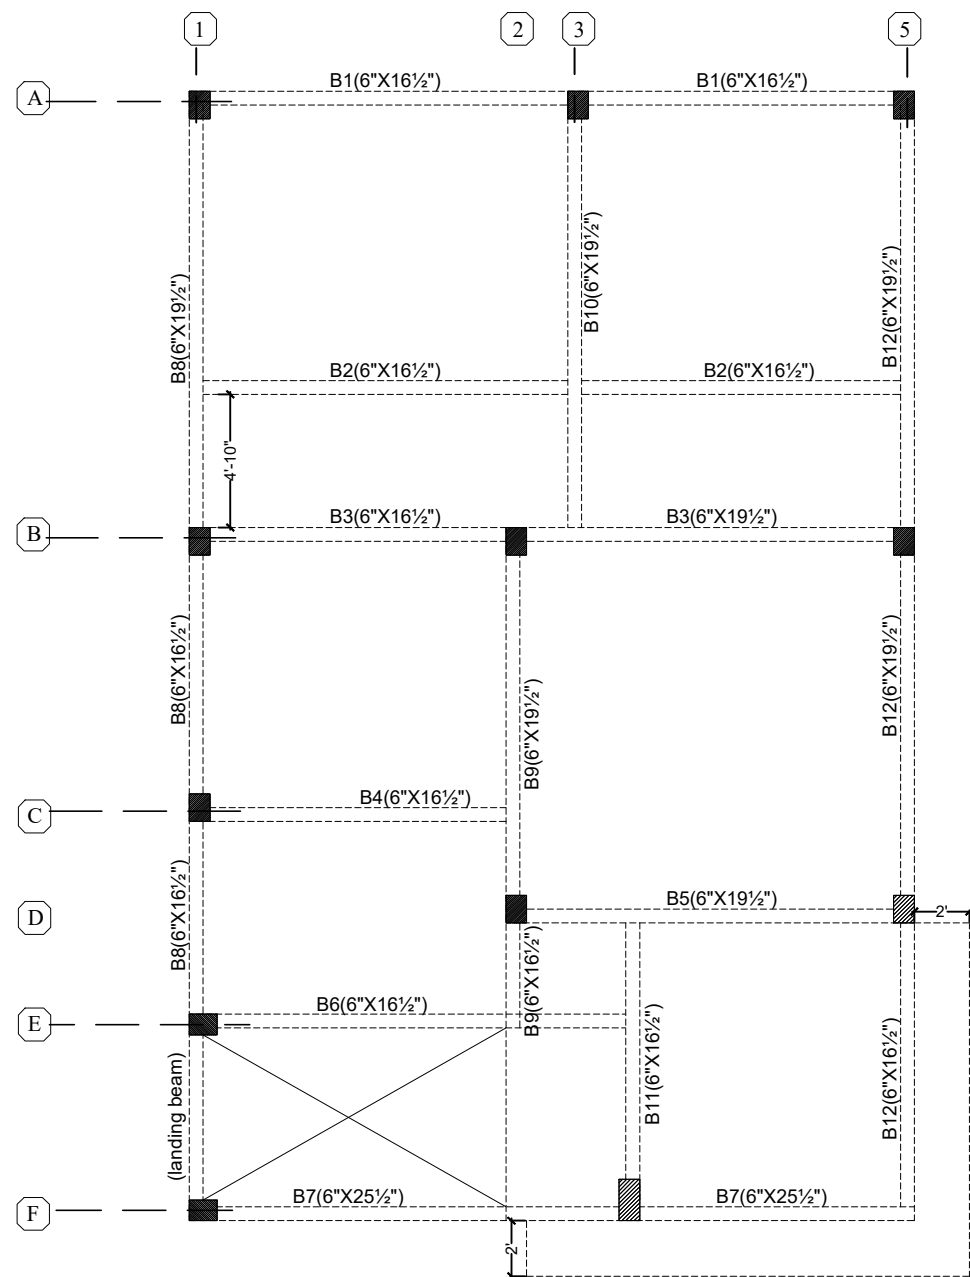 1
2
3
5
A
B1(6"X16½")
B1(6"X16½")
B8(6"X19½")
B10(6"X19½")
B12(6"X19½")
B2(6"X16½")
B2(6"X16½")
4'-10"
B
B3(6"X16½")
B3(6"X19½")
B8(6"X16½")
B9(6"X19½")
B12(6"X19½")
C
B4(6"X16½")
D
B5(6"X19½")
2'
B8(6"X16½")
B9(6"X16½")
E
B6(6"X16½")
B11(6"X16½")
B12(6"X16½")
(landing beam)
F
B7(6"X25½")
B7(6"X25½")
2'